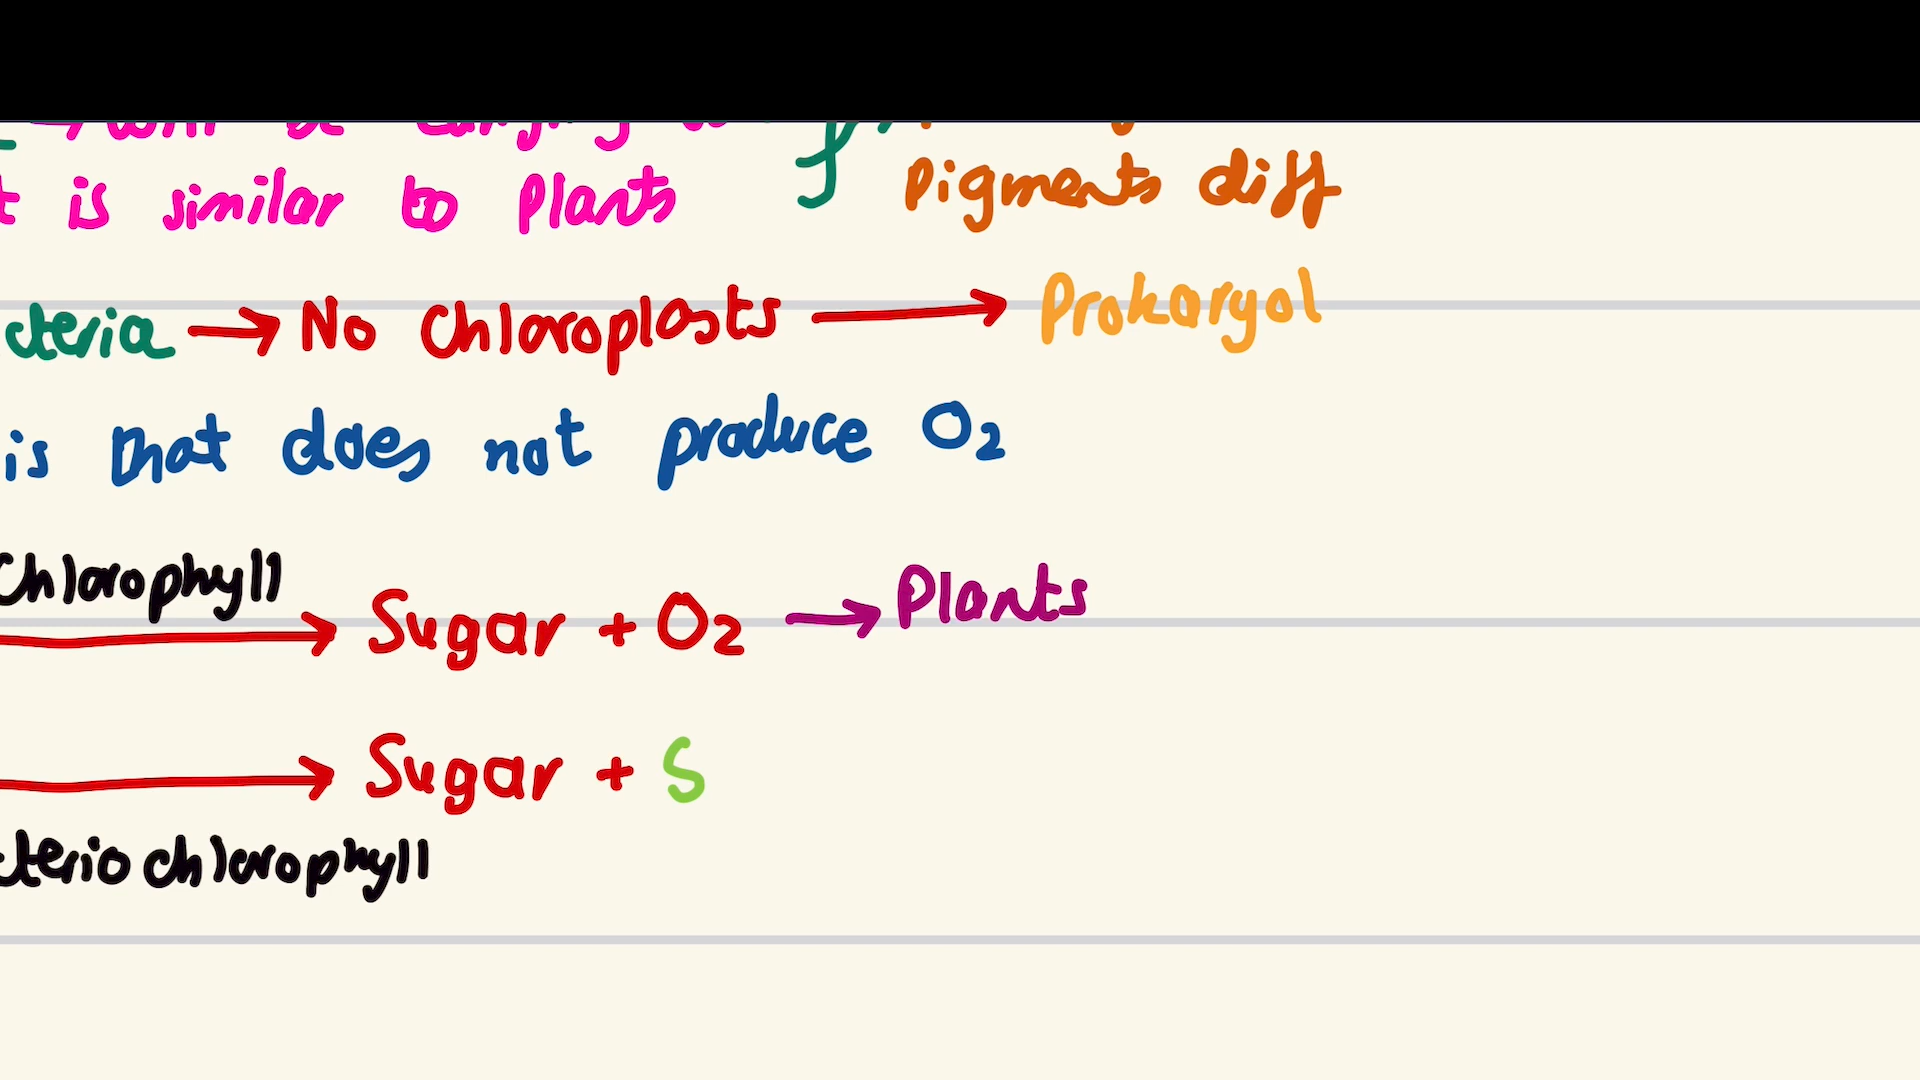 is similar to Plants Pigments diff
cteria → No Chloroplasts → Prokaryol
is that does not produce O2
Chlorophyll
→ Sugar + O2 → Plants
→ Sugar + S
cterio chlorophyll